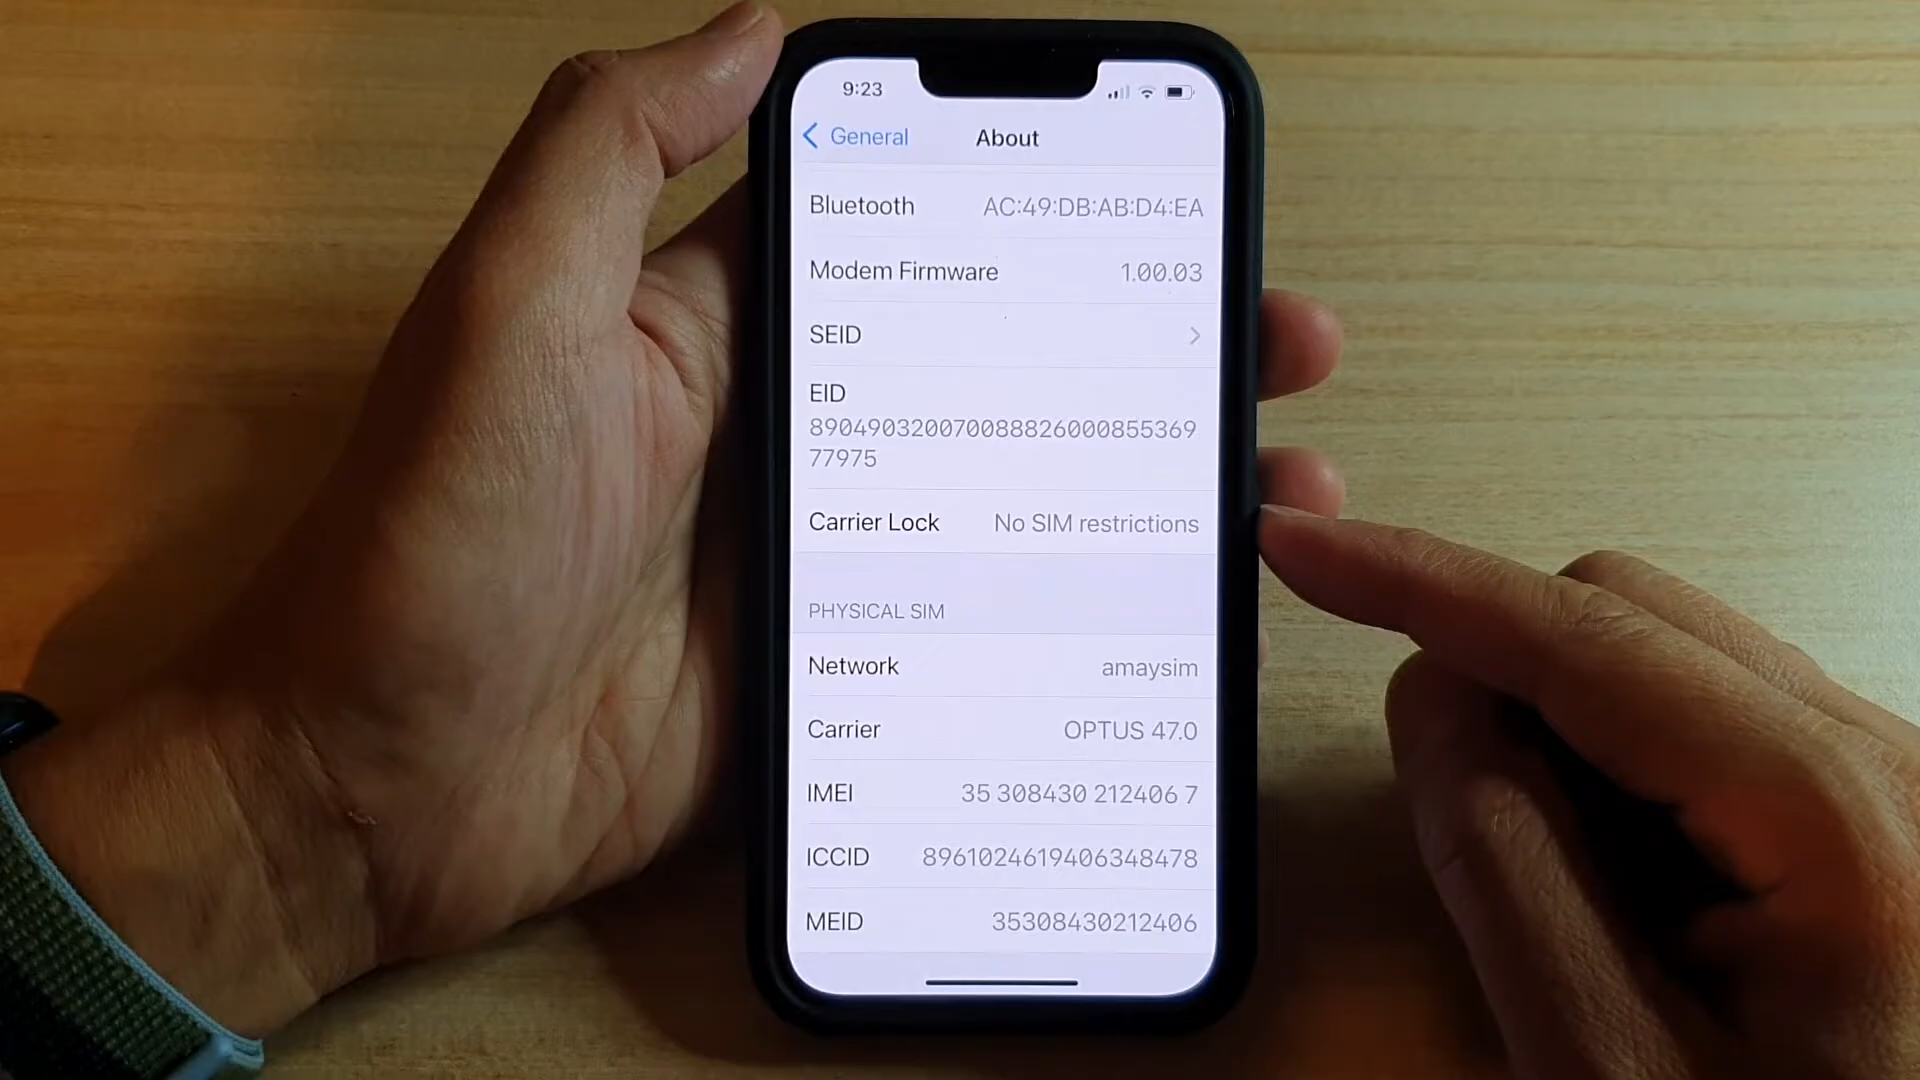 9:23
General
About
Bluetooth AC:49:DB:AB:D4:EA
Modem Firmware 1.00.03
SEID
EID
890490320070088826000855369
77975
Carrier Lock No SIM restrictions
PHYSICAL SIM
Network amaysim
Carrier OPTUS 47.0
IMEI 35 308430 212406 7
ICCID 8961024619406348478
MEID 35308430212406